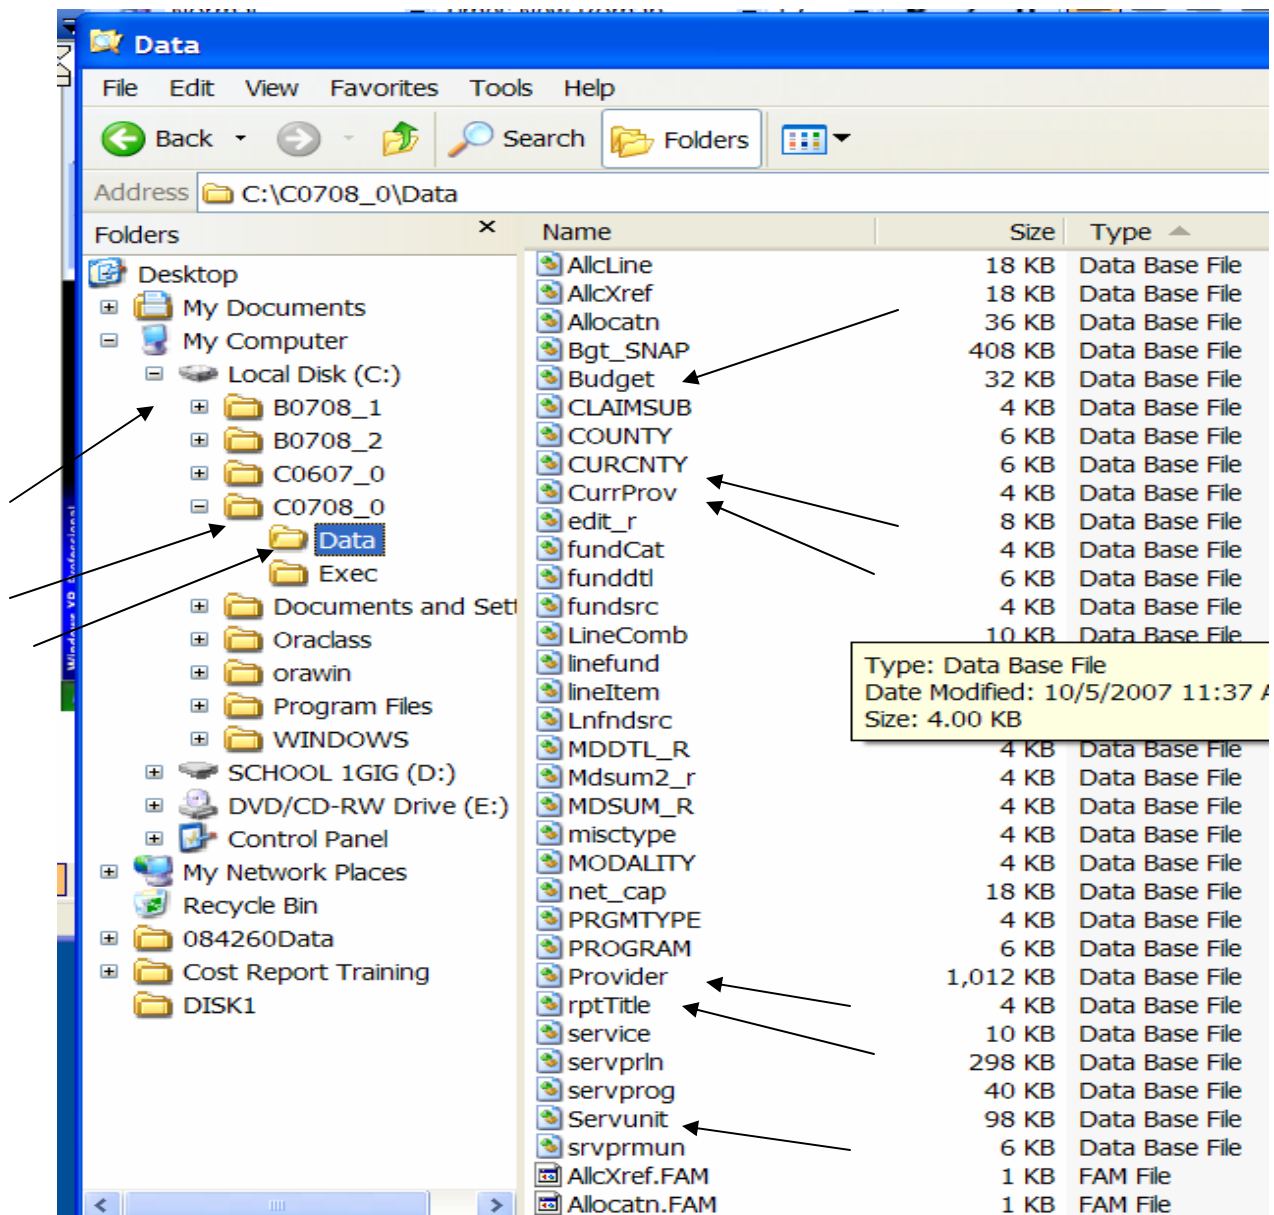 Data
File Edit View Favorites Tools Help
Back Search Folders
Address C:\C0708_0\Data
Folders
Desktop
My Documents
My Computer
Local Disk (C:)
B0708_1
B0708_2
C0607_0
C0708_0
Data
Exec
Documents and Sett
Oraclass
orawin
Program Files
WINDOWS
SCHOOL 1GIG (D:)
DVD/CD-RW Drive (E:)
Control Panel
My Network Places
Recycle Bin
084260Data
Cost Report Training
DISK1
Name Size Type
AllcLine 18 KB Data Base File
AllcXref 18 KB Data Base File
Allocatn 36 KB Data Base File
Bgt_SNAP 408 KB Data Base File
Budget 32 KB Data Base File
CLAIMSUB 4 KB Data Base File
COUNTY 6 KB Data Base File
CURCNTY 6 KB Data Base File
CurrProv 4 KB Data Base File
edit_r 8 KB Data Base File
fundCat 4 KB Data Base File
funddtl 6 KB Data Base File
fundsrc 4 KB Data Base File
LineComb 10 KB Data Base File
linefund
lineItem
Lnfndsrc
Type: Data Base File
Date Modified: 10/5/2007 11:37 A
Size: 4.00 KB
MDDTL_R 4 KB Data Base File
Mdsum2_r 4 KB Data Base File
MDSUM_R 4 KB Data Base File
misctype 4 KB Data Base File
MODALITY 4 KB Data Base File
net_cap 18 KB Data Base File
PRGMTYPE 4 KB Data Base File
PROGRAM 6 KB Data Base File
Provider 1,012 KB Data Base File
rptTitle 4 KB Data Base File
service 10 KB Data Base File
servprln 298 KB Data Base File
servprog 40 KB Data Base File
Servunit 98 KB Data Base File
srvprmun 6 KB Data Base File
AllcXref.FAM 1 KB FAM File
Allocatn.FAM 1 KB FAM File
Windows XP Professional